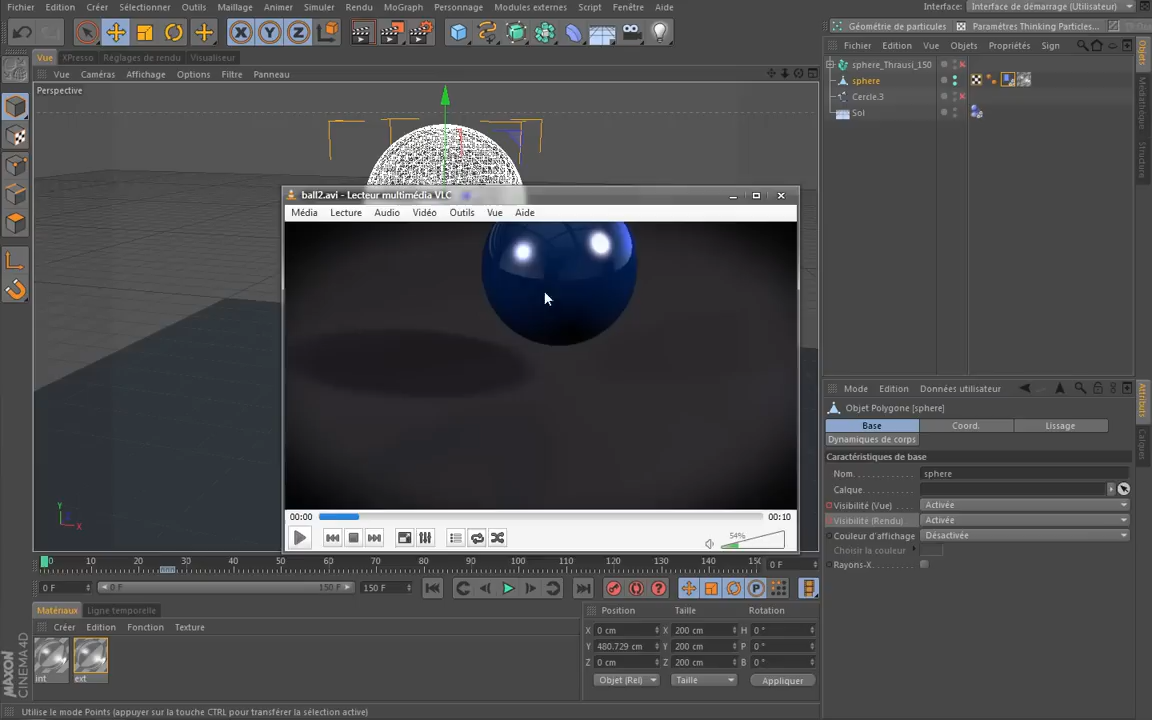 Fichier Edition Créer Sélectionner Outils Maillage Animer Simuler Rendu MoGraph Personnage Modules externes Script Fenêtre Aide
Interface: Interface de démarrage (Utilisateur)
Géométrie de particules Paramètres Thinking Particles...
Vue XPresso Réglages de rendu Visualiseur
Vue Caméras Affichage Options Filtre Panneau
Perspective
Fichier Edition Vue Objets Propriétés Sign
sphere_Thrausi_150
sphere
Cercle.3
Sol
Objets
Médiathèque
Structure
ball2.avi - Lecteur multimédia VLC
Média Lecture Audio Vidéo Outils Vue Aide
00:00 00:10
54%
Y
X
Mode Edition Données utilisateur
Objet Polygone [sphere]
Base Coord. Lissage
Dynamiques de corps
Caractéristiques de base
Nom. sphere
Calque
Visibilité (Vue) Activée
Visibilité (Rendu) Activée
Couleur d'affichage Désactivée
Choisir la couleur
Rayons-X
Attributs
Calques
0 10 20 30 40 50 60 70 80 90 100 110 120 130 140 150 0 F
0 F 0 F 150 F 150 F
Matériaux Ligne temporelle
Créer Edition Fonction Texture
int ext
Position Taille Rotation
X 0 cm X 200 cm H 0 °
Y 480.729 cm Y 200 cm P 0 °
Z 0 cm Z 200 cm B 0 °
Objet (Rel) Taille Appliquer
MAXON
CINEMA 4D
Utilise le mode Points (appuyer sur la touche CTRL pour transférer la sélection active)